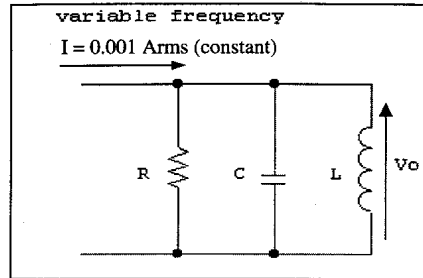 variable frequency
I = 0.001 Arms (constant)
R
C
L
Vo